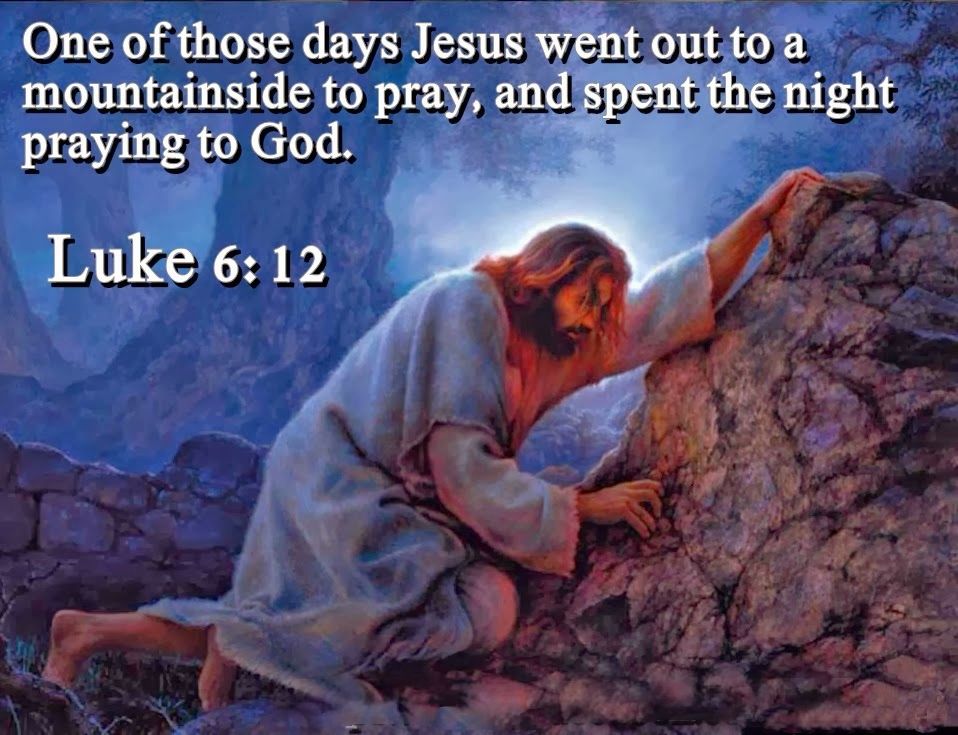 One of those days Jesus went out to a
mountainside to pray, and spent the night
praying to God.
Luke 6: 12